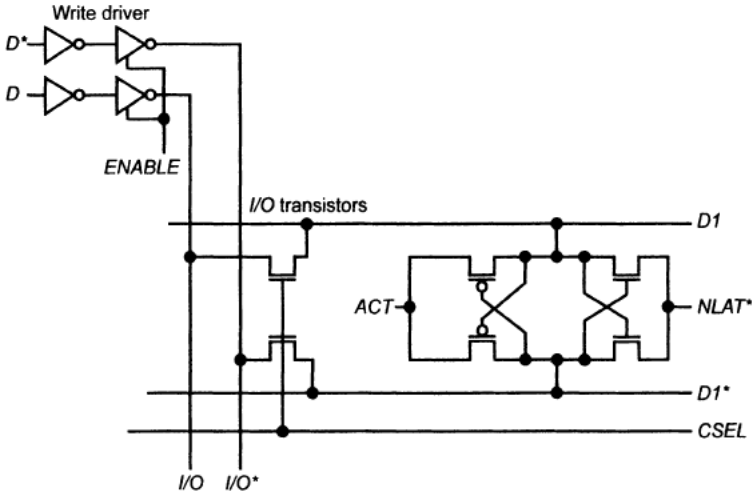 Write driver
D*
D
ENABLE
I/O transistors
D1
ACT
NLAT*
D1*
CSEL
I/O I/O*